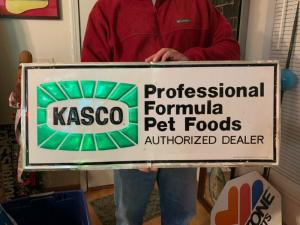 KASCO
Professional
Formula
Pet Foods
AUTHORIZED DEALER